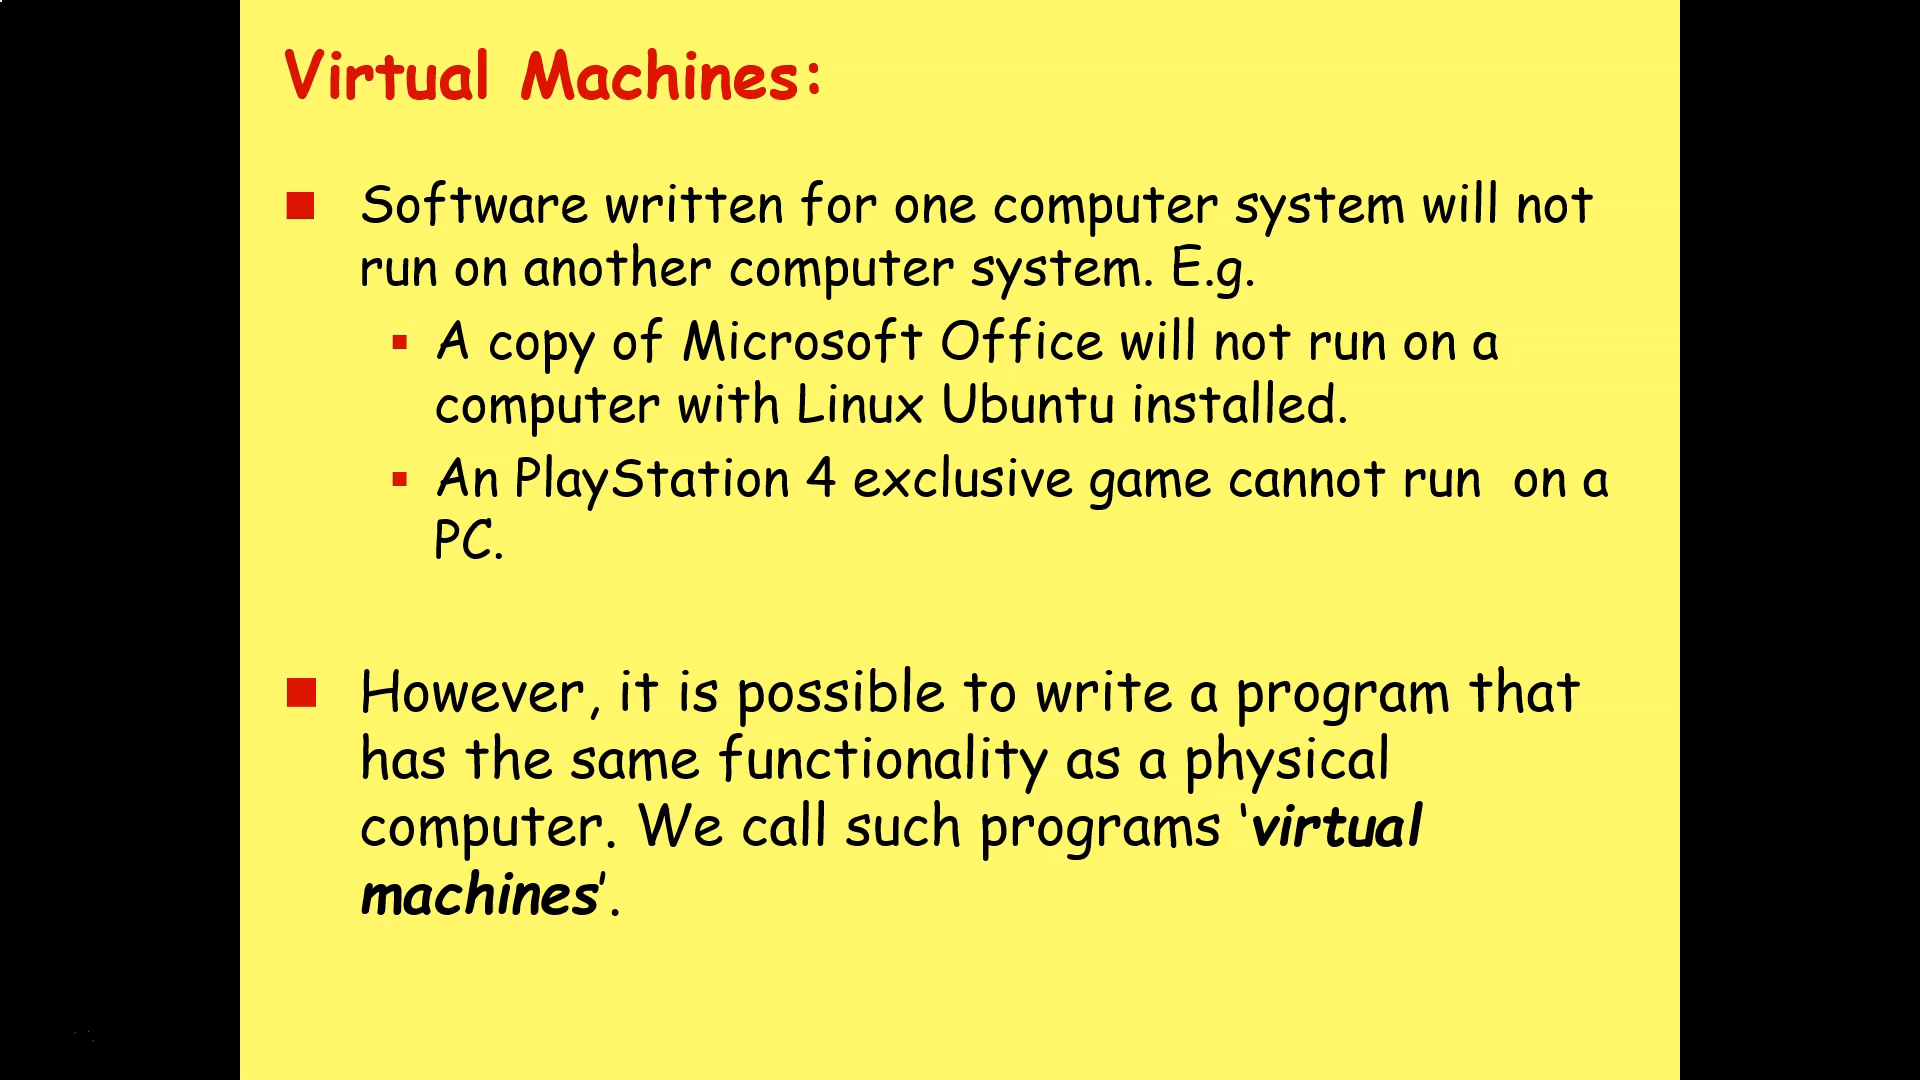 Virtual Machines:
Software written for one computer system will not
run on another computer system. E.g.
A copy of Microsoft Office will not run on a
computer with Linux Ubuntu installed.
An PlayStation 4 exclusive game cannot run  on a
PC.
However, it is possible to write a program that
has the same functionality as a physical
computer. We call such programs ‘virtual
machines’.